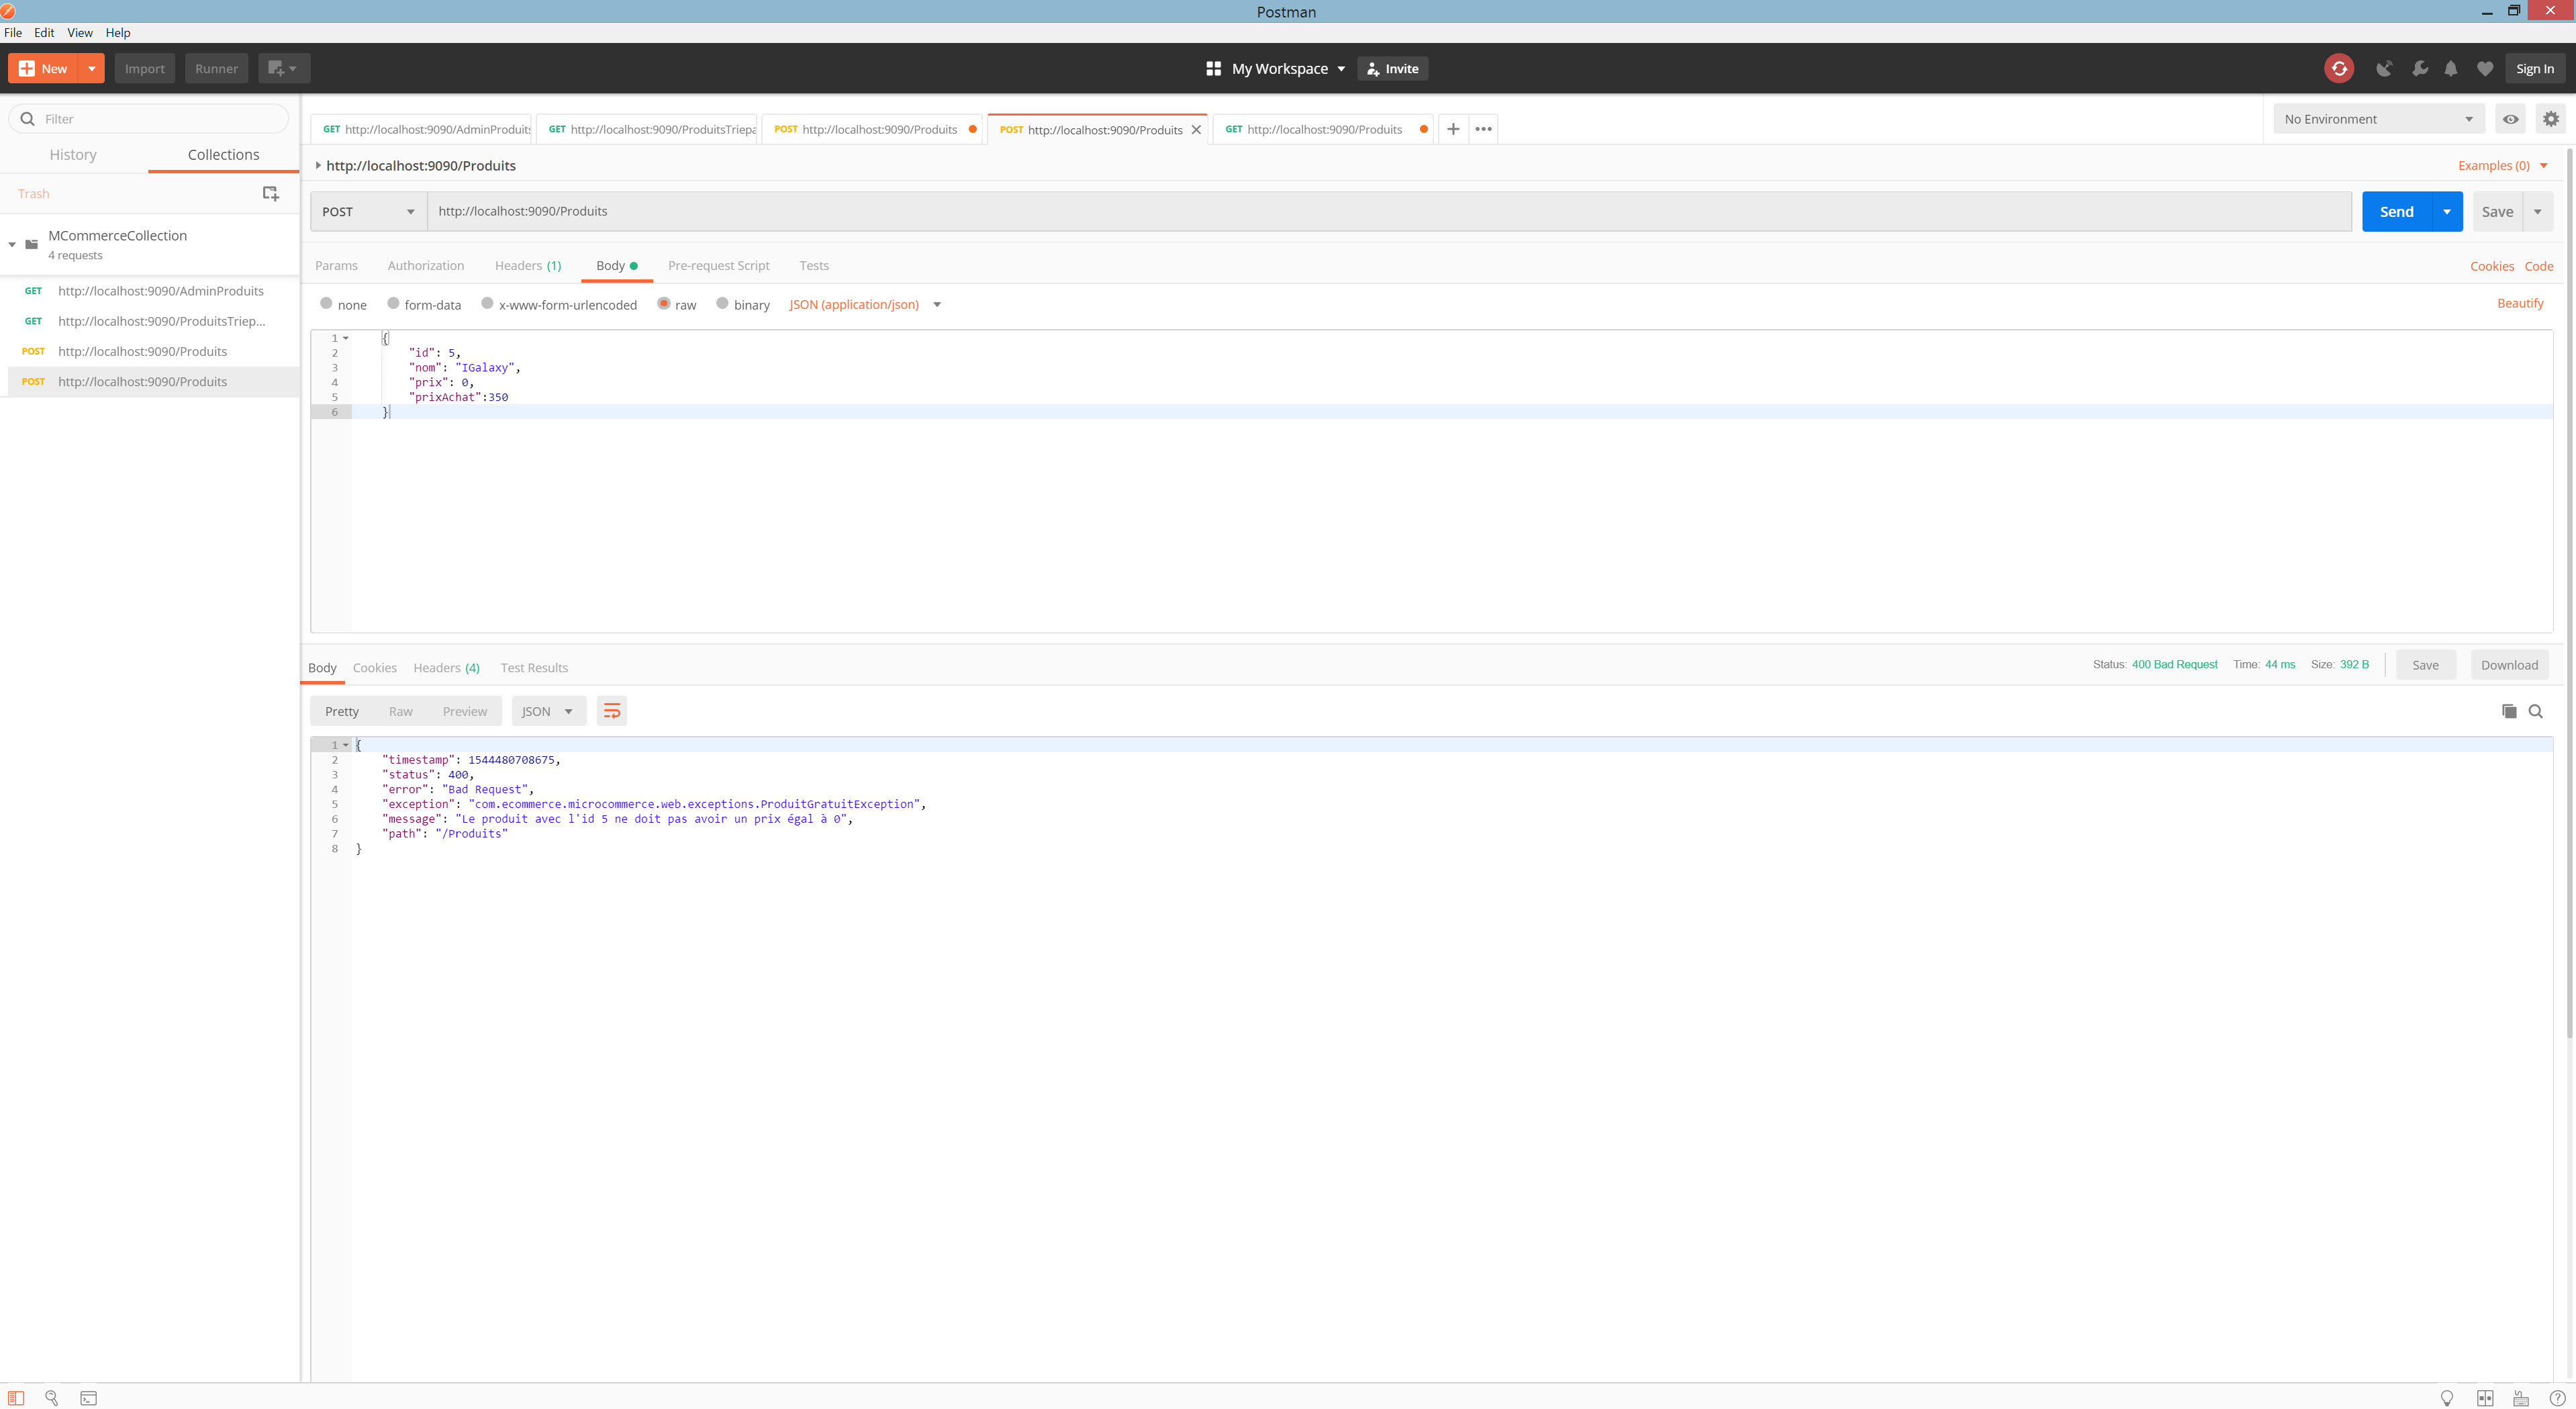 Postman
File Edit View Help
New Import Runner My Workspace Invite Sign In
Filter
History Collections
Trash
MCommerceCollection
4 requests
GET http://localhost:9090/AdminProduits
GET http://localhost:9090/ProduitsTriep...
POST http://localhost:9090/Produits
POST http://localhost:9090/Produits
GET http://localhost:9090/AdminProduits GET http://localhost:9090/ProduitsTriepa POST http://localhost:9090/Produits POST http://localhost:9090/Produits GET http://localhost:9090/Produits
No Environment
http://localhost:9090/Produits Examples (0)
POST http://localhost:9090/Produits Send Save
Params Authorization Headers (1) Body Pre-request Script Tests Cookies Code
none form-data x-www-form-urlencoded raw binary JSON (application/json) Beautify
1 {
2 "id": 5,
3 "nom": "IGalaxy",
4 "prix": 0,
5 "prixAchat":350
6 }
Body Cookies Headers (4) Test Results Status: 400 Bad Request Time: 44 ms Size: 392 B Save Download
Pretty Raw Preview JSON
1 {
2 "timestamp": 1544480708675,
3 "status": 400,
4 "error": "Bad Request",
5 "exception": "com.ecommerce.microcommerce.web.exceptions.ProduitGratuitException",
6 "message": "Le produit avec l'id 5 ne doit pas avoir un prix égal à 0",
7 "path": "/Produits"
8 }